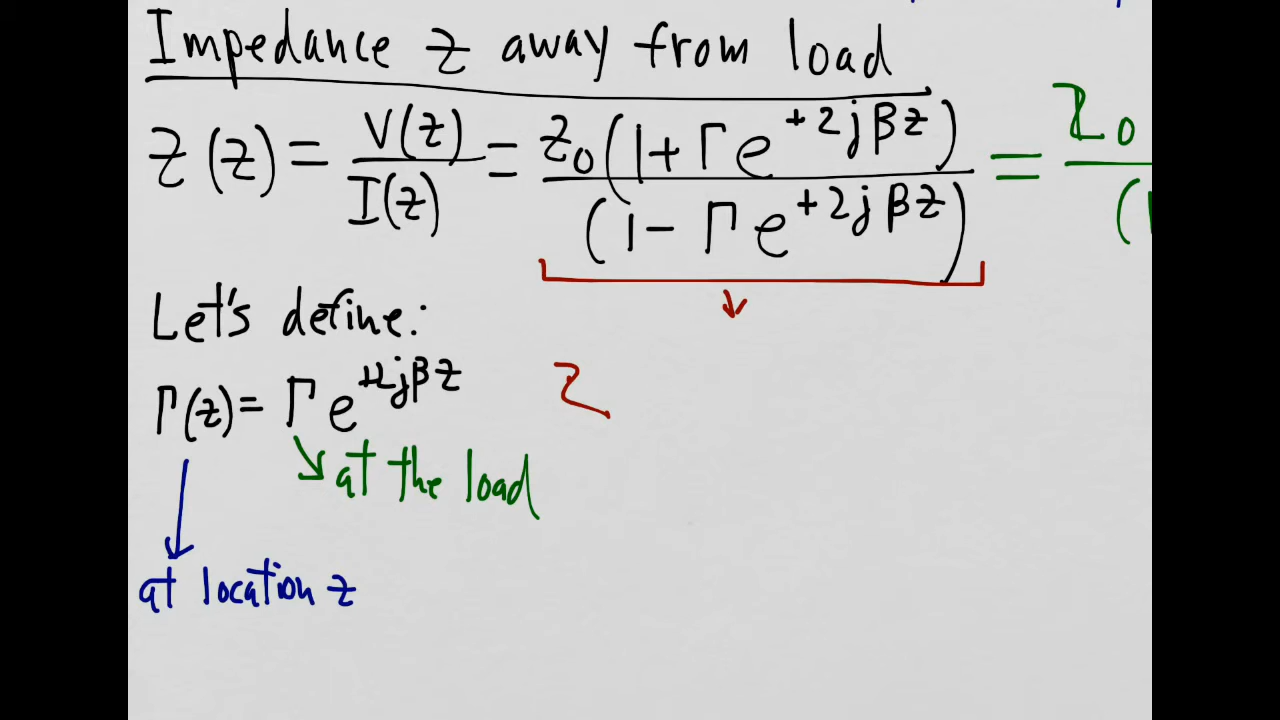 Impedance z away from load
Z(z) = V(z) / I(z) = Z₀(1+Γe^{+2jβz}) / (1-Γe^{+2jβz}) = Z₀ / (1
Let's define:
Γ(z) = Γe^{+2jβz} Z
at the load
at location z